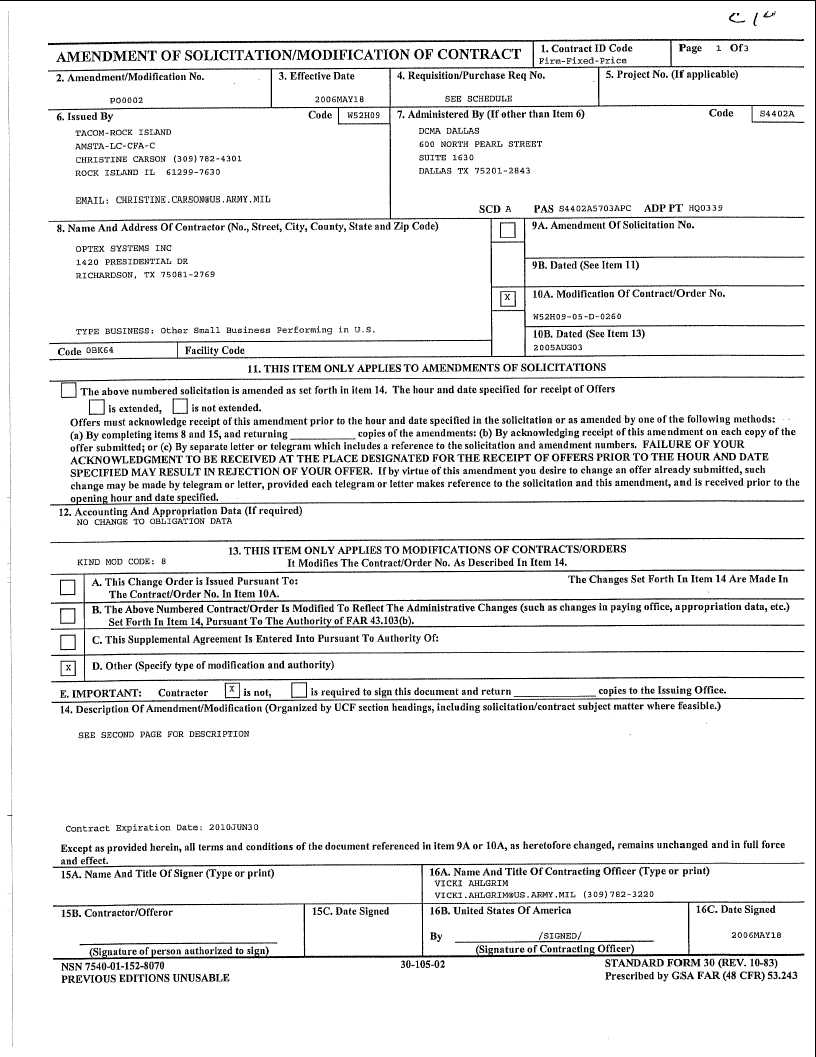 C10
AMENDMENT OF SOLICITATION/MODIFICATION OF CONTRACT
1. Contract ID Code
Firm-Fixed-Price
Page 1 Of3
2. Amendment/Modification No.
P00002
3. Effective Date
2006MAY18
4. Requisition/Purchase Req No.
SEE SCHEDULE
5. Project No. (If applicable)
6. Issued By Code W52H09
TACOM-ROCK ISLAND
AMSTA-LC-CFA-C
CHRISTINE CARSON (309)782-4301
ROCK ISLAND IL 61299-7630
EMAIL: CHRISTINE.CARSON@US.ARMY.MIL
7. Administered By (If other than Item 6) Code S4402A
DCMA DALLAS
600 NORTH PEARL STREET
SUITE 1630
DALLAS TX 75201-2843
SCD A PAS S4402A5703APC ADP PT HQ0339
8. Name And Address Of Contractor (No., Street, City, County, State and Zip Code)
OPTEX SYSTEMS INC
1420 PRESIDENTIAL DR
RICHARDSON, TX 75081-2769
TYPE BUSINESS: Other Small Business Performing in U.S.
Code 0BK64 Facility Code
9A. Amendment Of Solicitation No.
9B. Dated (See Item 11)
X
10A. Modification Of Contract/Order No.
W52H09-05-D-0260
10B. Dated (See Item 13)
2005AUG03
11. THIS ITEM ONLY APPLIES TO AMENDMENTS OF SOLICITATIONS
The above numbered solicitation is amended as set forth in item 14. The hour and date specified for receipt of Offers
is extended, is not extended.
Offers must acknowledge receipt of this amendment prior to the hour and date specified in the solicitation or as amended by one of the following methods:
(a) By completing items 8 and 15, and returning ____________ copies of the amendments: (b) By acknowledging receipt of this amendment on each copy of the
offer submitted; or (c) By separate letter or telegram which includes a reference to the solicitation and amendment numbers. FAILURE OF YOUR
ACKNOWLEDGMENT TO BE RECEIVED AT THE PLACE DESIGNATED FOR THE RECEIPT OF OFFERS PRIOR TO THE HOUR AND DATE
SPECIFIED MAY RESULT IN REJECTION OF YOUR OFFER. If by virtue of this amendment you desire to change an offer already submitted, such
change may be made by telegram or letter, provided each telegram or letter makes reference to the solicitation and this amendment, and is received prior to the
opening hour and date specified.
12. Accounting And Appropriation Data (If required)
NO CHANGE TO OBLIGATION DATA
13. THIS ITEM ONLY APPLIES TO MODIFICATIONS OF CONTRACTS/ORDERS
KIND MOD CODE: 8 It Modifies The Contract/Order No. As Described In Item 14.
A. This Change Order is Issued Pursuant To: The Changes Set Forth In Item 14 Are Made In
The Contract/Order No. In Item 10A.
B. The Above Numbered Contract/Order Is Modified To Reflect The Administrative Changes (such as changes in paying office, appropriation data, etc.)
Set Forth In Item 14, Pursuant To The Authority of FAR 43.103(b).
C. This Supplemental Agreement Is Entered Into Pursuant To Authority Of:
X D. Other (Specify type of modification and authority)
E. IMPORTANT: Contractor X is not, is required to sign this document and return ____________ copies to the Issuing Office.
14. Description Of Amendment/Modification (Organized by UCF section headings, including solicitation/contract subject matter where feasible.)
SEE SECOND PAGE FOR DESCRIPTION
Contract Expiration Date: 2010JUN30
Except as provided herein, all terms and conditions of the document referenced in item 9A or 10A, as heretofore changed, remains unchanged and in full force
and effect.
15A. Name And Title Of Signer (Type or print)
16A. Name And Title Of Contracting Officer (Type or print)
VICKI AHLGRIM
VICKI.AHLGRIM@US.ARMY.MIL (309)782-3220
15B. Contractor/Offeror
(Signature of person authorized to sign)
15C. Date Signed
16B. United States Of America
By /SIGNED/
(Signature of Contracting Officer)
16C. Date Signed
2006MAY18
NSN 7540-01-152-8070 30-105-02 STANDARD FORM 30 (REV. 10-83)
PREVIOUS EDITIONS UNUSABLE Prescribed by GSA FAR (48 CFR) 53.243